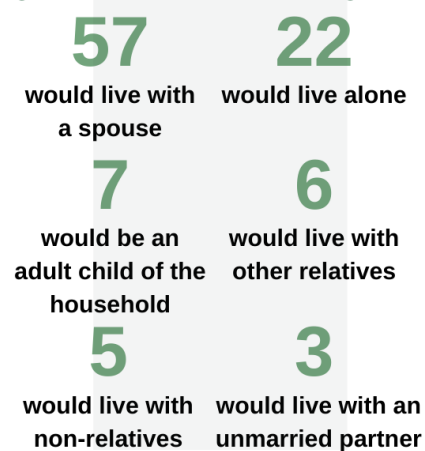 57
would live with
a spouse
22
would live alone
7
would be an
adult child of the
household
6
would live with
other relatives
5
would live with
non-relatives
3
would live with an
unmarried partner